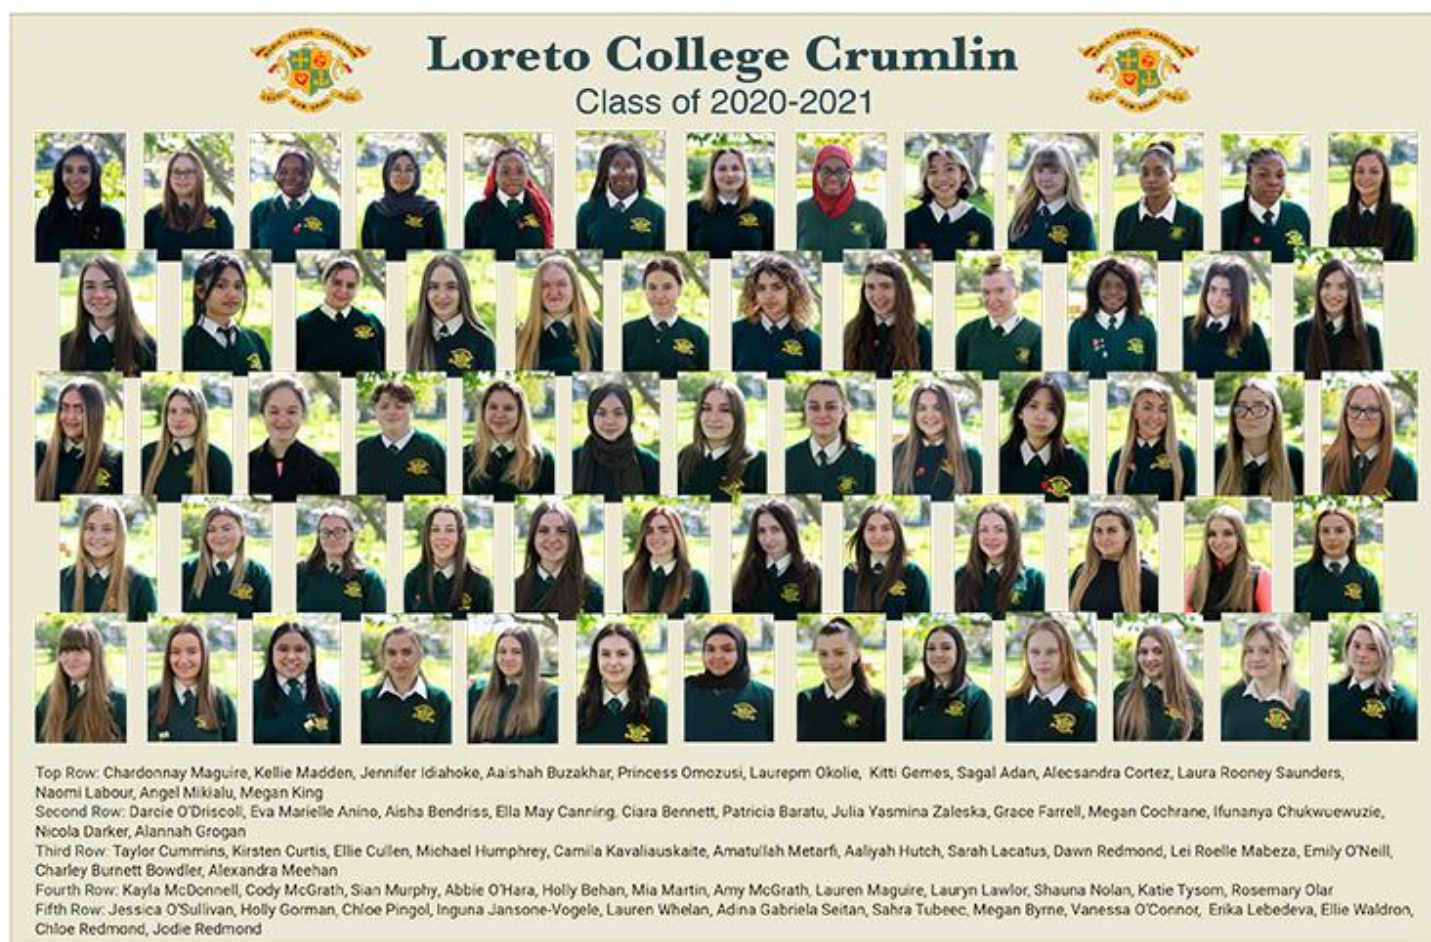 Loreto College Crumlin
Class of 2020-2021
Top Row: Chardonnay Maguire, Kellie Madden, Jennifer Idiahoke, Aaishah Buzakhar, Princess Omozusi, Laurepm Okolie, Kitti Gemes, Sagal Adan, Alecsandra Cortez, Laura Rooney Saunders,
Naomi Labour, Angel Mikialu, Megan King
Second Row: Darcie O'Driscoll, Eva Marielle Anino, Aisha Bendriss, Ella May Canning, Ciara Bennett, Patricia Baratu, Julia Yasmina Zaleska, Grace Farrell, Megan Cochrane, Ifunanya Chukwuewuzie,
Nicola Darker, Alannah Grogan
Third Row: Taylor Cummins, Kirsten Curtis, Ellie Cullen, Michael Humphrey, Camila Kavaliauskaite, Amatullah Metarfi, Aaliyah Hutch, Sarah Lacatus, Dawn Redmond, Lei Roelle Mabeza, Emily O'Neill,
Charley Burnett Bowdler, Alexandra Meehan
Fourth Row: Kayla McDonnell, Cody McGrath, Sian Murphy, Abbie O'Hara, Holly Behan, Mia Martin, Amy McGrath, Lauren Maguire, Lauryn Lawlor, Shauna Nolan, Katie Tysom, Rosemary Olar
Fifth Row: Jessica O'Sullivan, Holly Gorman, Chloe Pingol, Inguna Jansone-Vogele, Lauren Whelan, Adina Gabriela Seitan, Sahra Tubeec, Megan Byrne, Vanessa O'Connor, Erika Lebedeva, Ellie Waldron,
Chloe Redmond, Jodie Redmond